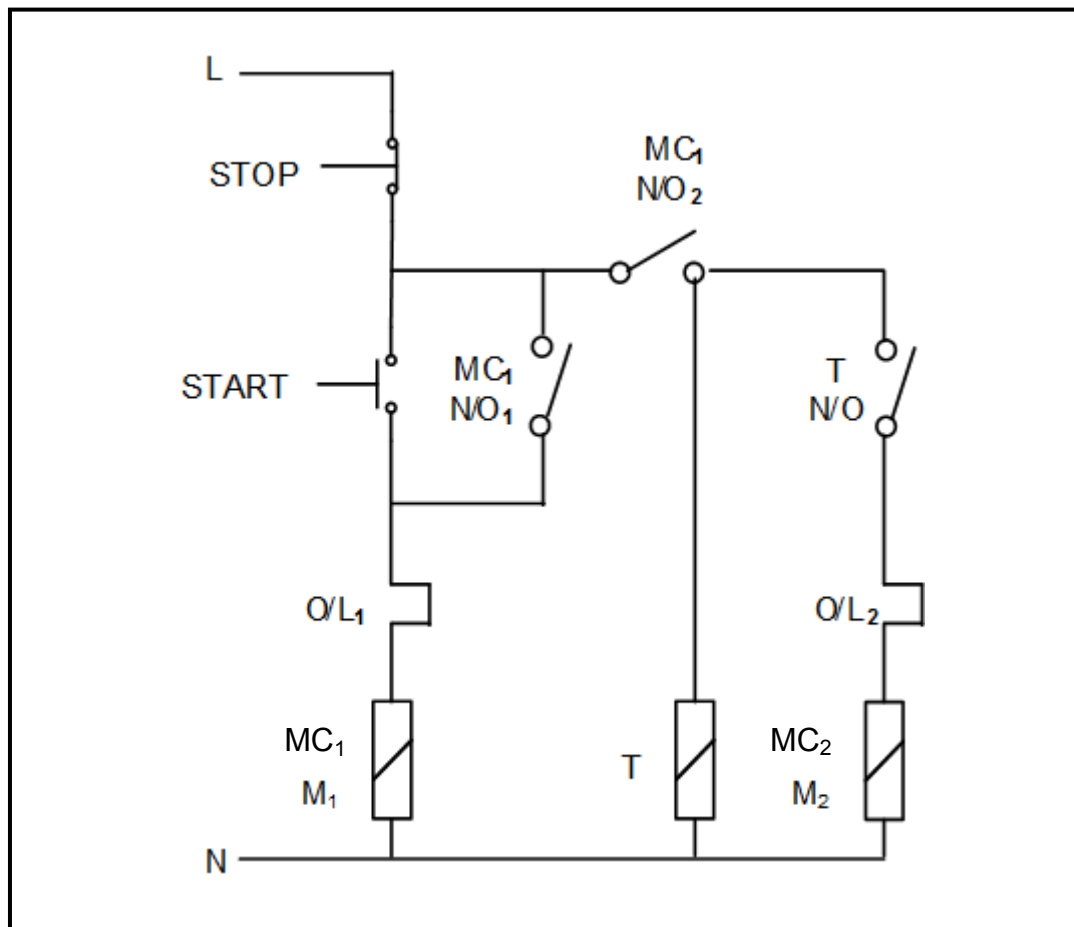 L
STOP
MC₁
N/O₂
START
MC₁
N/O₁
T
N/O
O/L₁
O/L₂
MC₁
M₁
T
MC₂
M₂
N